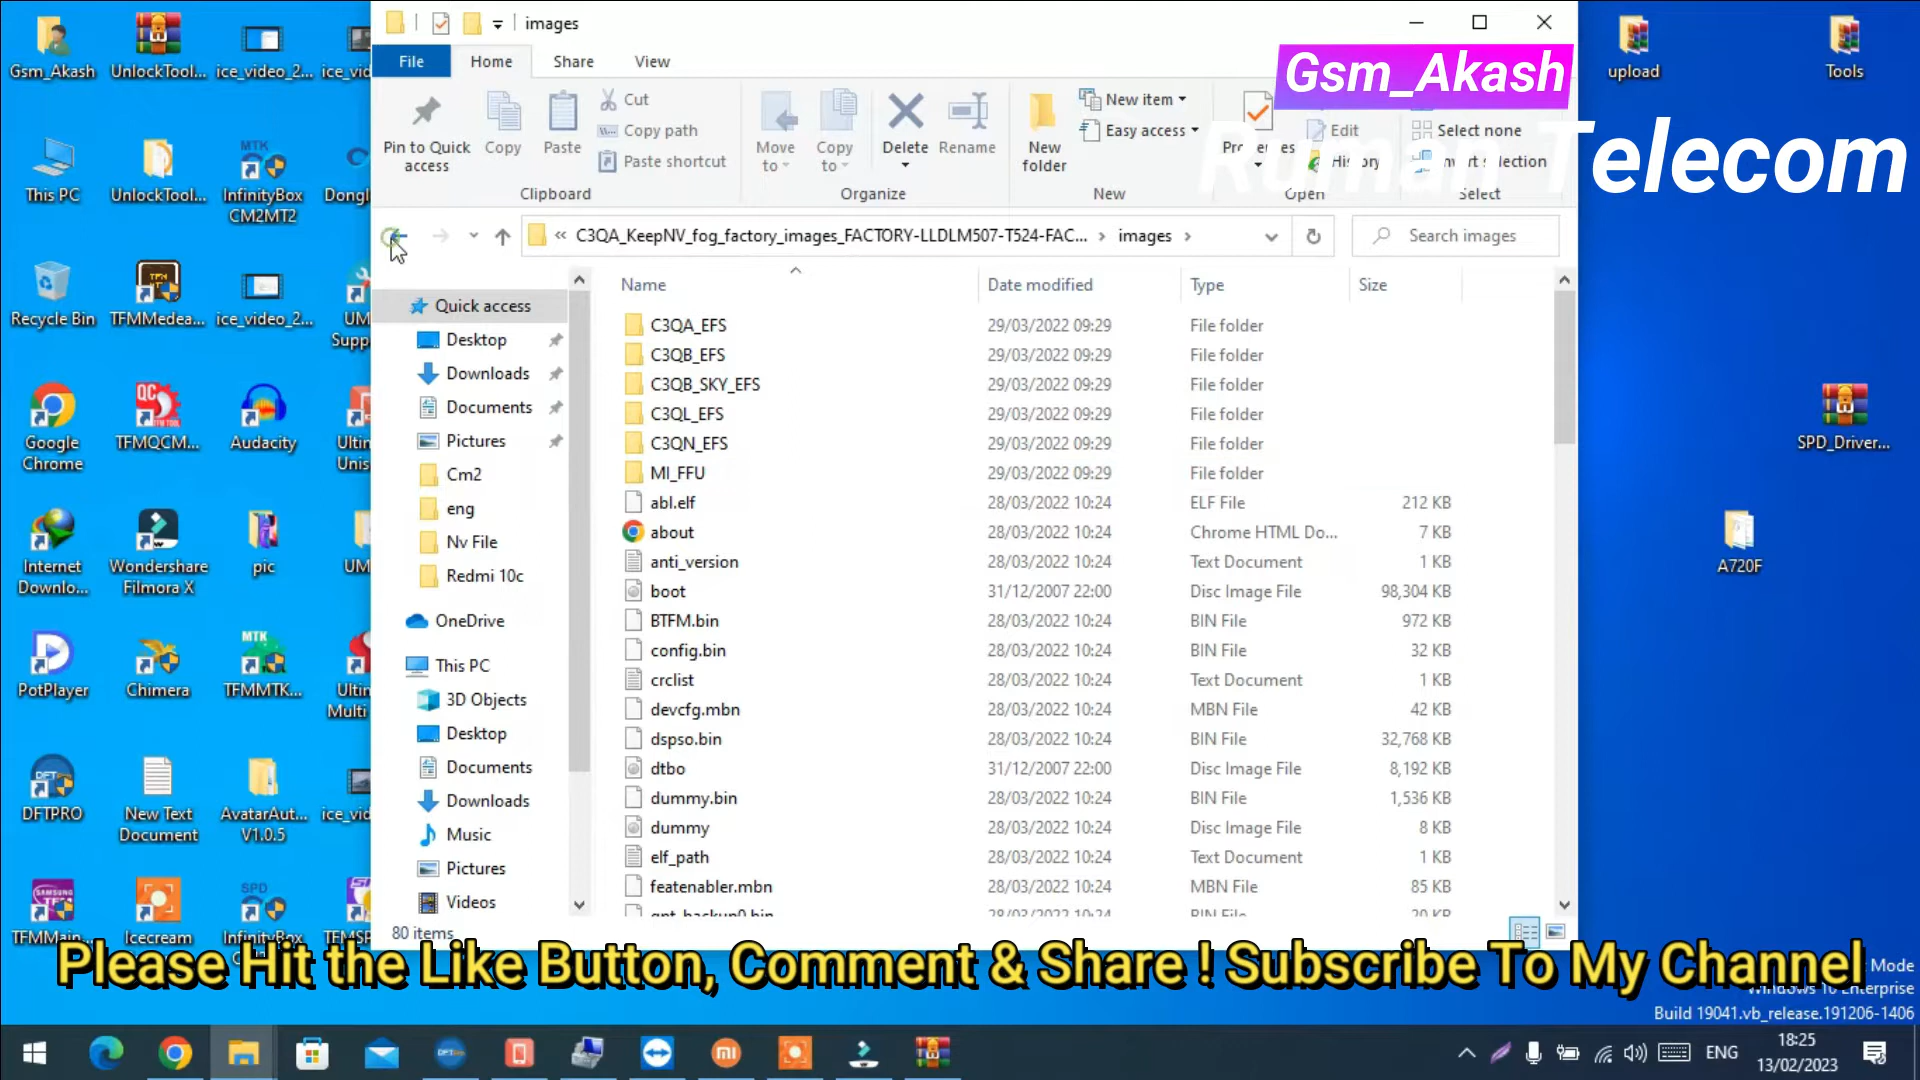 images
File
Home
Share
View
Gsm_Akash
Telecom
Pin to Quick access
Copy
Paste
Cut
Copy path
Paste shortcut
Clipboard
Move to
Copy to
Delete
Rename
Organize
New folder
New item
Easy access
New
Edit
History
Open
Select none
Select
« C3QA_KeepNV_fog_factory_images_FACTORY-LLDLM507-T524-FAC... › images ›
Search images
Name Date modified Type Size
C3QA_EFS 29/03/2022 09:29 File folder
C3QB_EFS 29/03/2022 09:29 File folder
C3QB_SKY_EFS 29/03/2022 09:29 File folder
C3QL_EFS 29/03/2022 09:29 File folder
C3QN_EFS 29/03/2022 09:29 File folder
MI_FFU 29/03/2022 09:29 File folder
abl.elf 28/03/2022 10:24 ELF File 212 KB
about 28/03/2022 10:24 Chrome HTML Do... 7 KB
anti_version 28/03/2022 10:24 Text Document 1 KB
boot 31/12/2007 22:00 Disc Image File 98,304 KB
BTFM.bin 28/03/2022 10:24 BIN File 972 KB
config.bin 28/03/2022 10:24 BIN File 32 KB
crclist 28/03/2022 10:24 Text Document 1 KB
devcfg.mbn 28/03/2022 10:24 MBN File 42 KB
dspso.bin 28/03/2022 10:24 BIN File 32,768 KB
dtbo 31/12/2007 22:00 Disc Image File 8,192 KB
dummy.bin 28/03/2022 10:24 BIN File 1,536 KB
dummy 28/03/2022 10:24 Disc Image File 8 KB
elf_path 28/03/2022 10:24 Text Document 1 KB
featenabler.mbn 28/03/2022 10:24 MBN File 85 KB
Quick access
Desktop
Downloads
Documents
Pictures
Cm2
eng
Nv File
Redmi 10c
OneDrive
This PC
3D Objects
Desktop
Documents
Downloads
Music
Pictures
Videos
80 items
Gsm_Akash
UnlockTool...
ice_video_2...
ice_vid
This PC
UnlockTool...
InfinityBox CM2MT2
Dongl
Recycle Bin
TFMMedea...
ice_video_2...
UM
Supp
Google Chrome
TFMQCM...
Audacity
Ultin
Unis
Internet Downlo...
Wondershare Filmora X
pic
UM
PotPlayer
Chimera
TFMMTK...
Ultin
Multi
DFTPRO
New Text Document
AvatarAut... V1.0.5
ice_vid
TFMMain...
Icecream
InfinityBox
TFMSP
upload
Tools
SPD_Driver...
A720F
Please Hit the Like Button, Comment & Share ! Subscribe To My Channel
Mode
Enterprise
Build 19041.vb_release.191206-1406
ENG
18:25
13/02/2023